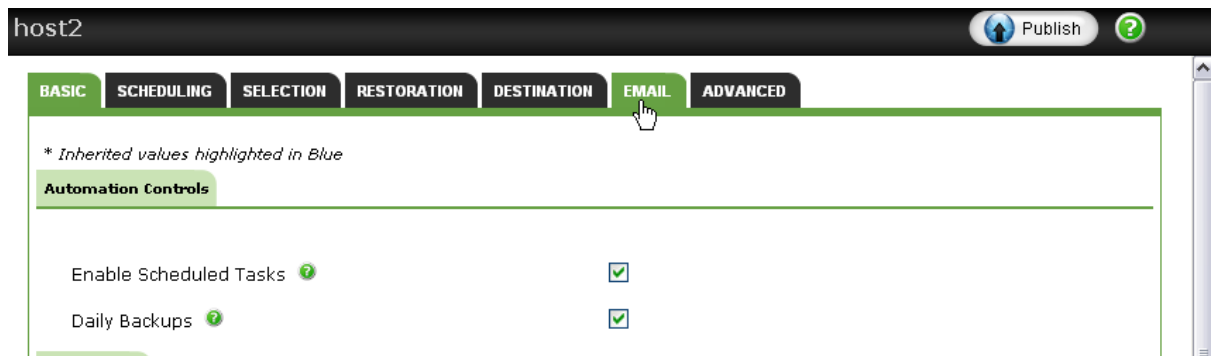 host2 Publish ?
BASIC SCHEDULING SELECTION RESTORATION DESTINATION EMAIL ADVANCED
* Inherited values highlighted in Blue
Automation Controls
Enable Scheduled Tasks ?
Daily Backups ?